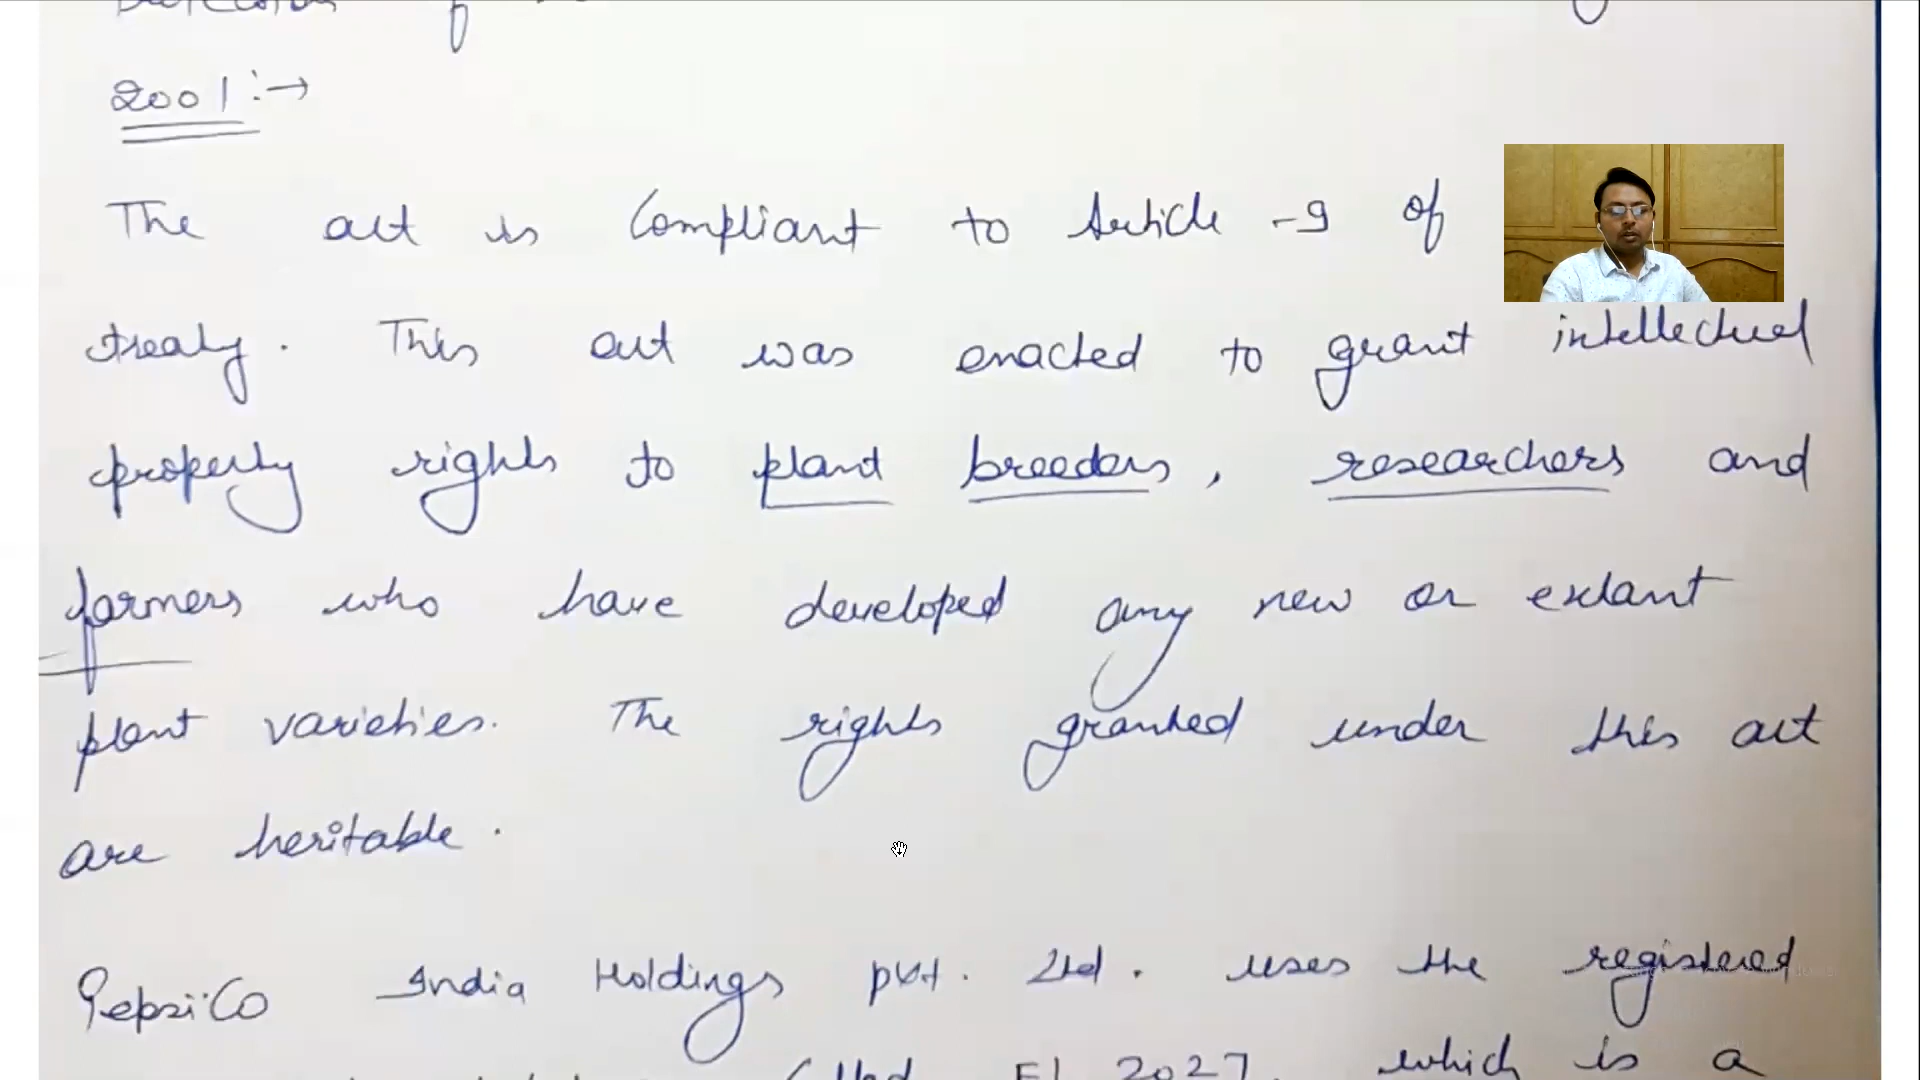 of
2001:→
The act is Compliant to Article -9 of
treaty. This act was enacted to grant intellectual
property rights to plant breeders, researchers and
farmers who have developed any new or extant
plant varieties. The rights granted under this act
are heritable.
PepsiCo India Holdings pvt. Ltd. uses the registered
2027, which is a